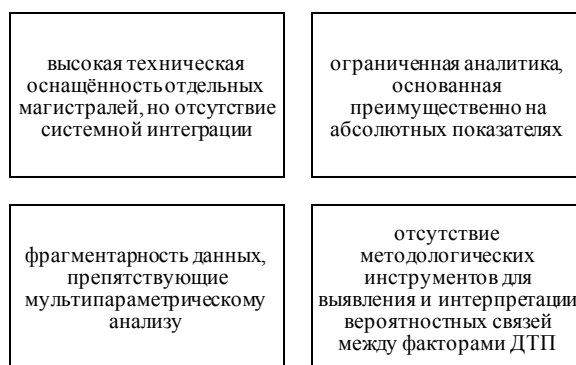 высокая техническая
оснащённость отдельных
магистралей, но отсутствие
системной интеграции
ограниченная аналитика,
основанная
преимущественно на
абсолютных показателях
фрагментарность данных,
препятствующие
мультипараметрическому
анализу
отсутствие
методологических
инструментов для
выявления и интерпретации
вероятностных связей
между факторами ДТП